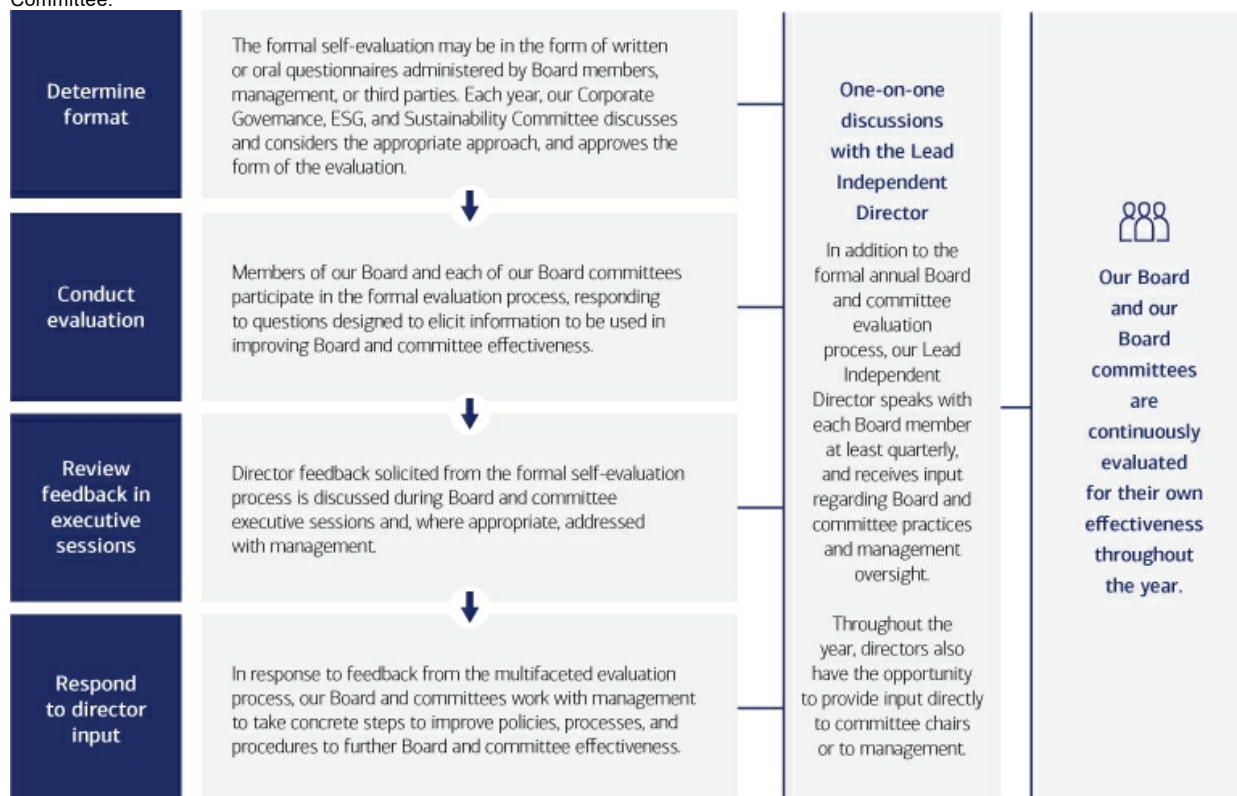 Committee.
Determine
format
The formal self-evaluation may be in the form of written
or oral questionnaires administered by Board members,
management, or third parties. Each year, our Corporate
Governance, ESG, and Sustainability Committee discusses
and considers the appropriate approach, and approves the
form of the evaluation.
Conduct
evaluation
Members of our Board and each of our Board committees
participate in the formal evaluation process, responding
to questions designed to elicit information to be used in
improving Board and committee effectiveness.
Review
feedback in
executive
sessions
Director feedback solicited from the formal self-evaluation
process is discussed during Board and committee
executive sessions and, where appropriate, addressed
with management.
Respond
to director
input
In response to feedback from the multifaceted evaluation
process, our Board and committees work with management
to take concrete steps to improve policies, processes, and
procedures to further Board and committee effectiveness.
One-on-one
discussions
with the Lead
Independent
Director
In addition to the
formal annual Board
and committee
evaluation
process, our Lead
Independent
Director speaks with
each Board member
at least quarterly,
and receives input
regarding Board and
committee practices
and management
oversight.
Throughout the
year, directors also
have the opportunity
to provide input directly
to committee chairs
or to management.
Our Board
and our
Board
committees
are
continuously
evaluated
for their own
effectiveness
throughout
the year.